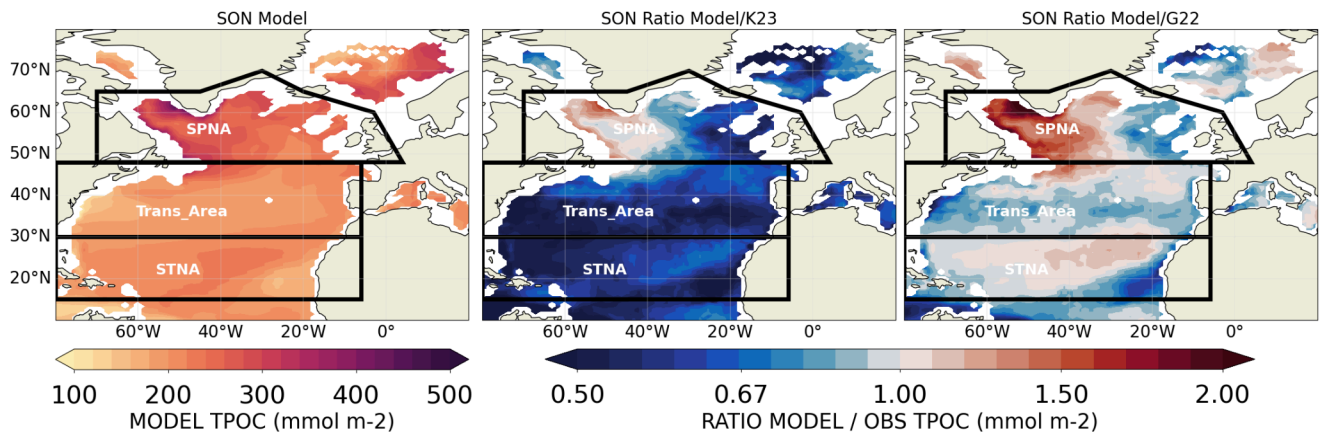 SON Model
SON Ratio Model/K23
SON Ratio Model/G22
70°N
60°N
50°N
40°N
30°N
20°N
SPNA
Trans_Area
STNA
SPNA
Trans_Area
STNA
SPNA
Trans_Area
STNA
60°W 40°W 20°W 0°
60°W 40°W 20°W 0°
60°W 40°W 20°W 0°
100 200 300 400 500
MODEL TPOC (mmol m-2)
0.50 0.67 1.00 1.50 2.00
RATIO MODEL / OBS TPOC (mmol m-2)